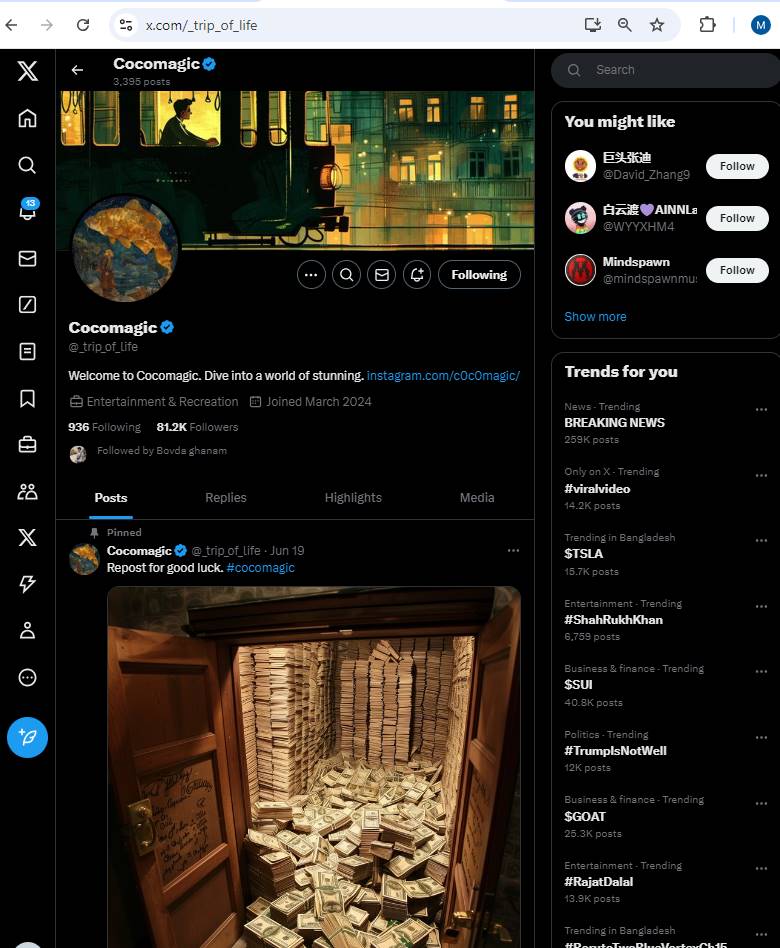 x.com/_trip_of_life
M
Cocomagic
3,395 posts
13
Following
Cocomagic
@_trip_of_life
Welcome to Cocomagic. Dive into a world of stunning. instagram.com/c0c0magic/
Entertainment & Recreation Joined March 2024
936 Following 81.2K Followers
Followed by Bovda ghanam
Posts Replies Highlights Media
Pinned
Cocomagic @_trip_of_life · Jun 19
Repost for good luck. #cocomagic
Search
You might like
巨头张迪
@David_Zhang9
Follow
白云渡💜AINNLa
@WYYXHM4
Follow
Mindspawn
@mindspawnmus
Follow
Show more
Trends for you
News · Trending
BREAKING NEWS
259K posts
Only on X · Trending
#viralvideo
14.2K posts
Trending in Bangladesh
$TSLA
15.7K posts
Entertainment · Trending
#ShahRukhKhan
6,759 posts
Business & finance · Trending
$SUI
40.8K posts
Politics · Trending
#TrumpIsNotWell
12K posts
Business & finance · Trending
$GOAT
25.3K posts
Entertainment · Trending
#RajatDalal
13.9K posts
Trending in Bangladesh
#BorutoTwoBlueVortexCh15